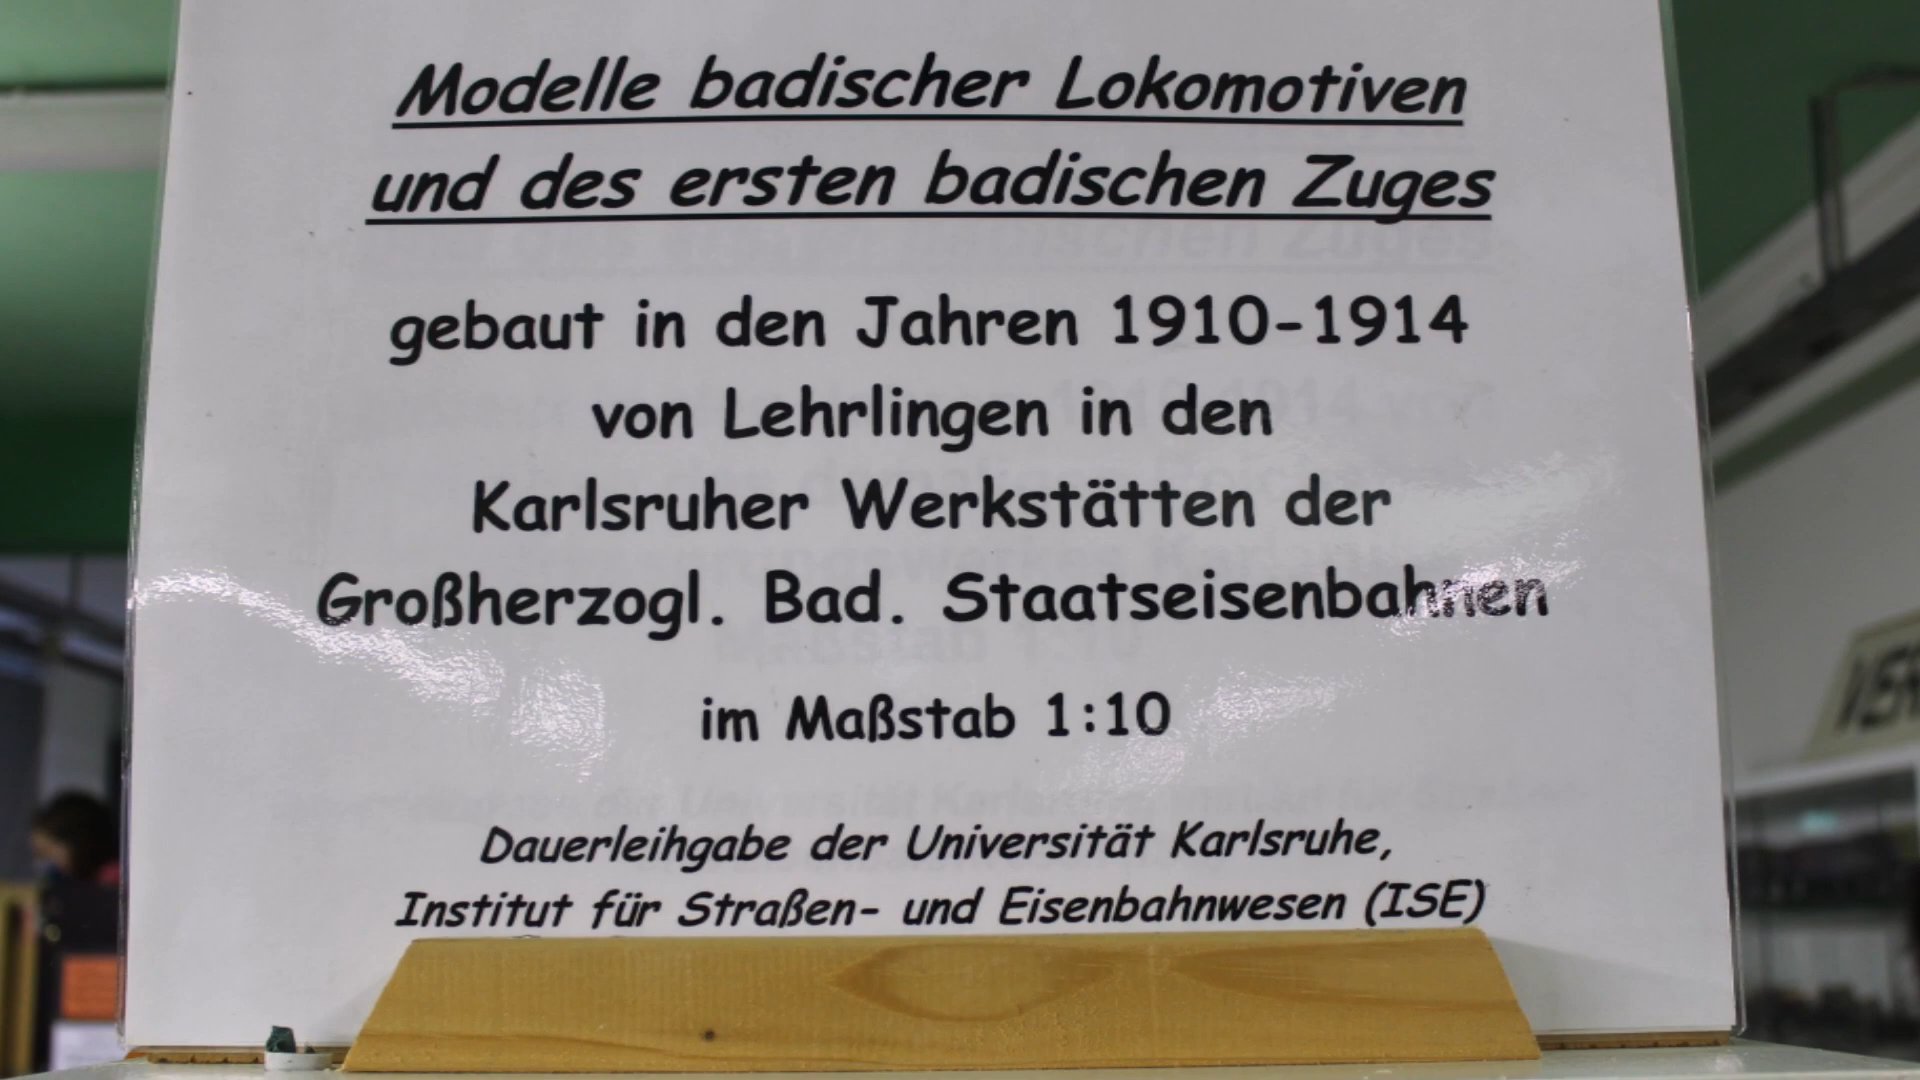 Modelle badischer Lokomotiven
und des ersten badischen Zuges
gebaut in den Jahren 1910-1914
von Lehrlingen in den
Karlsruher Werkstätten der
Großherzogl. Bad. Staatseisenbahnen
im Maßstab 1:10
Dauerleihgabe der Universität Karlsruhe,
Institut für Straßen- und Eisenbahnwesen (ISE)